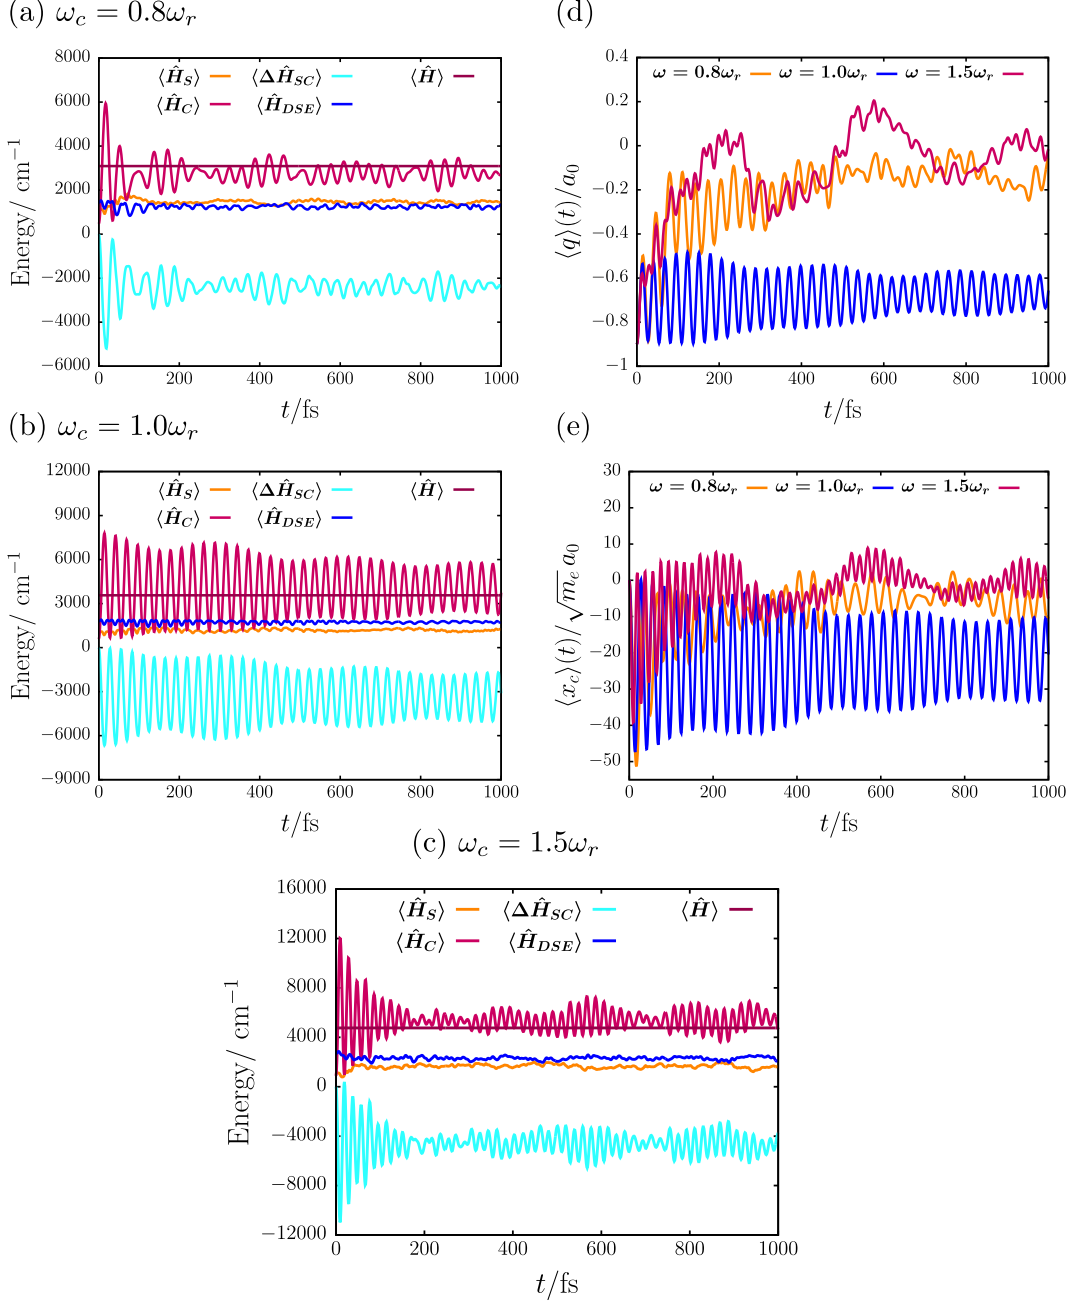 (a) ω_c = 0.8ω_r
8000
6000
4000
2000
0
−2000
−4000
−6000
Energy/ cm⁻¹
⟨Ĥ_S⟩ ⟨ΔĤ_SC⟩ ⟨Ĥ⟩
⟨Ĥ_C⟩ ⟨Ĥ_DSE⟩
0 200 400 600 800 1000
t/fs
(d)
0.4
0.2
0
−0.2
−0.4
−0.6
−0.8
−1
⟨q⟩(t)/a₀
ω = 0.8ω_r ω = 1.0ω_r ω = 1.5ω_r
0 200 400 600 800 1000
t/fs
(b) ω_c = 1.0ω_r
12000
9000
6000
3000
0
−3000
−6000
−9000
Energy/ cm⁻¹
⟨Ĥ_S⟩ ⟨ΔĤ_SC⟩ ⟨Ĥ⟩
⟨Ĥ_C⟩ ⟨Ĥ_DSE⟩
0 200 400 600 800 1000
t/fs
(e)
30
20
10
0
−10
−20
−30
−40
−50
⟨x_c⟩(t)/√m_e a₀
ω = 0.8ω_r ω = 1.0ω_r ω = 1.5ω_r
0 200 400 600 800 1000
t/fs
(c) ω_c = 1.5ω_r
16000
12000
8000
4000
0
−4000
−8000
−12000
Energy/ cm⁻¹
⟨Ĥ_S⟩ ⟨ΔĤ_SC⟩ ⟨Ĥ⟩
⟨Ĥ_C⟩ ⟨Ĥ_DSE⟩
0 200 400 600 800 1000
t/fs